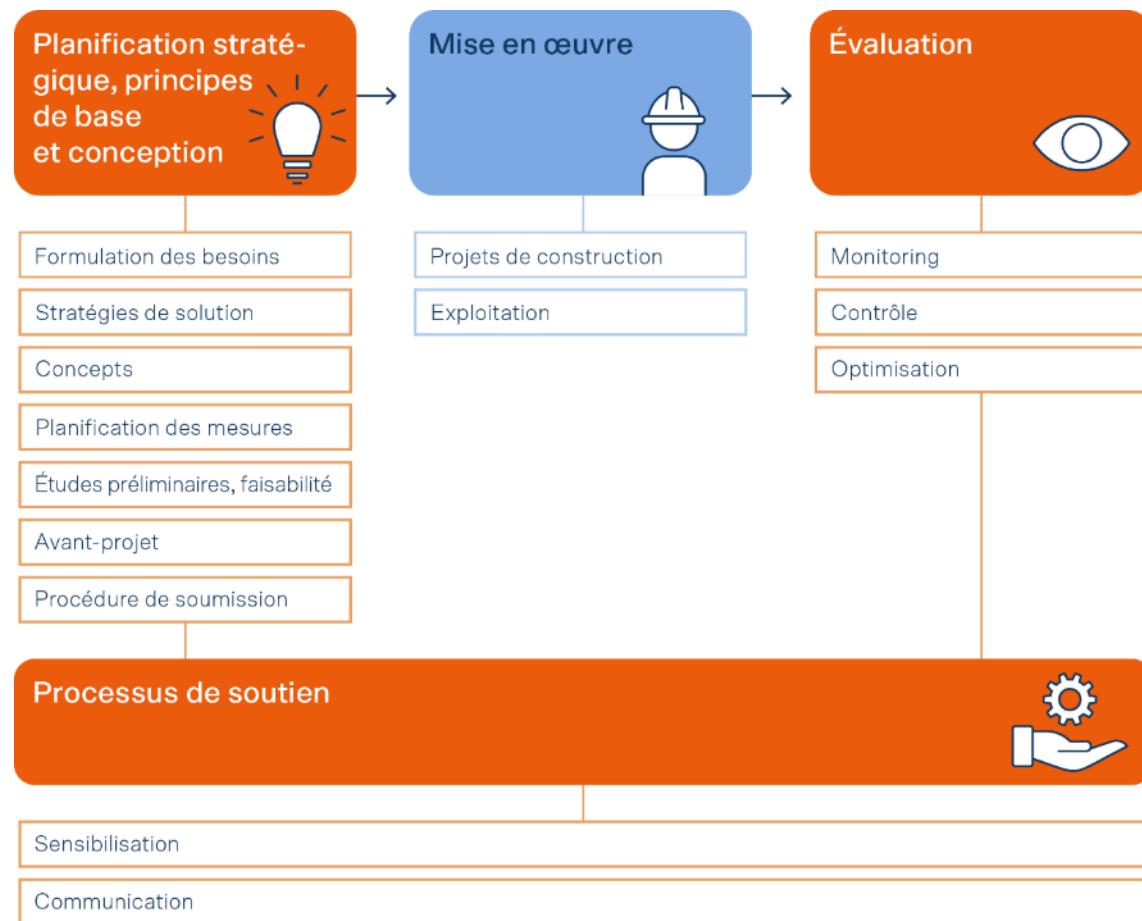 Planification straté-
gique, principes
de base
et conception
Mise en œuvre
Évaluation
Formulation des besoins
Stratégies de solution
Concepts
Planification des mesures
Études préliminaires, faisabilité
Avant-projet
Procédure de soumission
Projets de construction
Exploitation
Monitoring
Contrôle
Optimisation
Processus de soutien
Sensibilisation
Communication